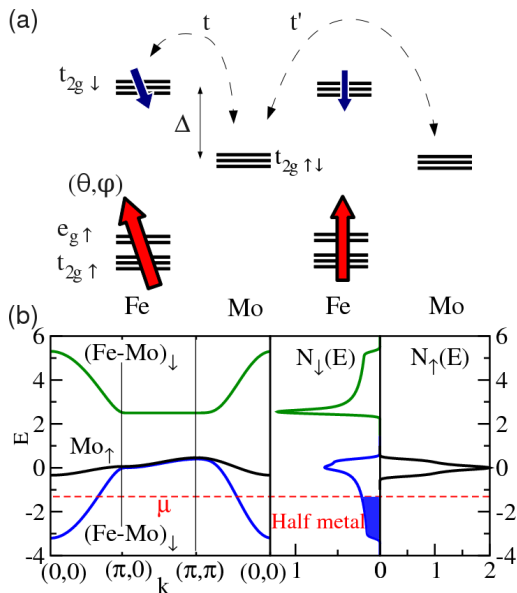 (a)
t
t'
t2g↓
Δ
t2g↑↓
(θ,φ)
eg↑
t2g↑
Fe
Mo
Fe
Mo
(b)
6
4
2
0
-2
-4
E
(Fe-Mo)↓
Mo↑
μ
(Fe-Mo)↓
N↓(E)
N↑(E)
Half metal
6
4
2
0
-2
-4
(0,0)
(π,0)
k
(π,π)
(0,0)
1
0
1
2